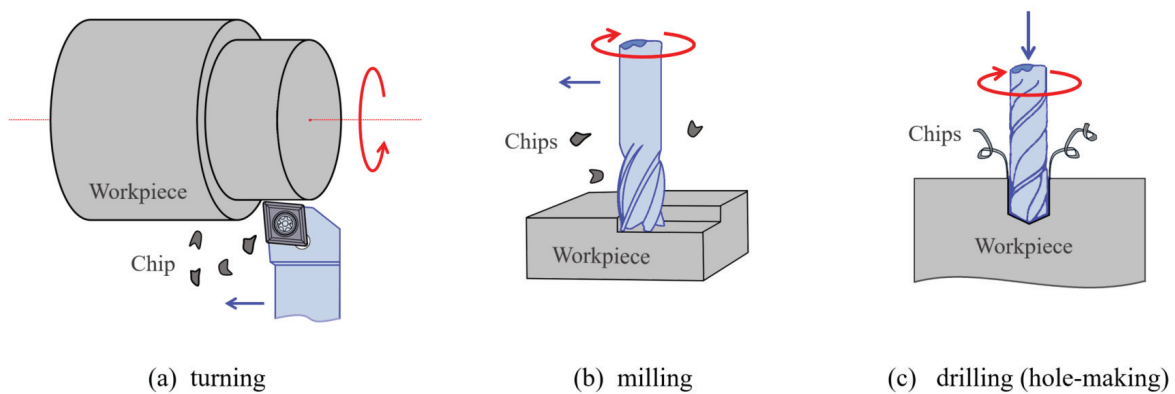 Workpiece
Chip
(a) turning
Chips
Workpiece
(b) milling
Chips
Workpiece
(c) drilling (hole-making)